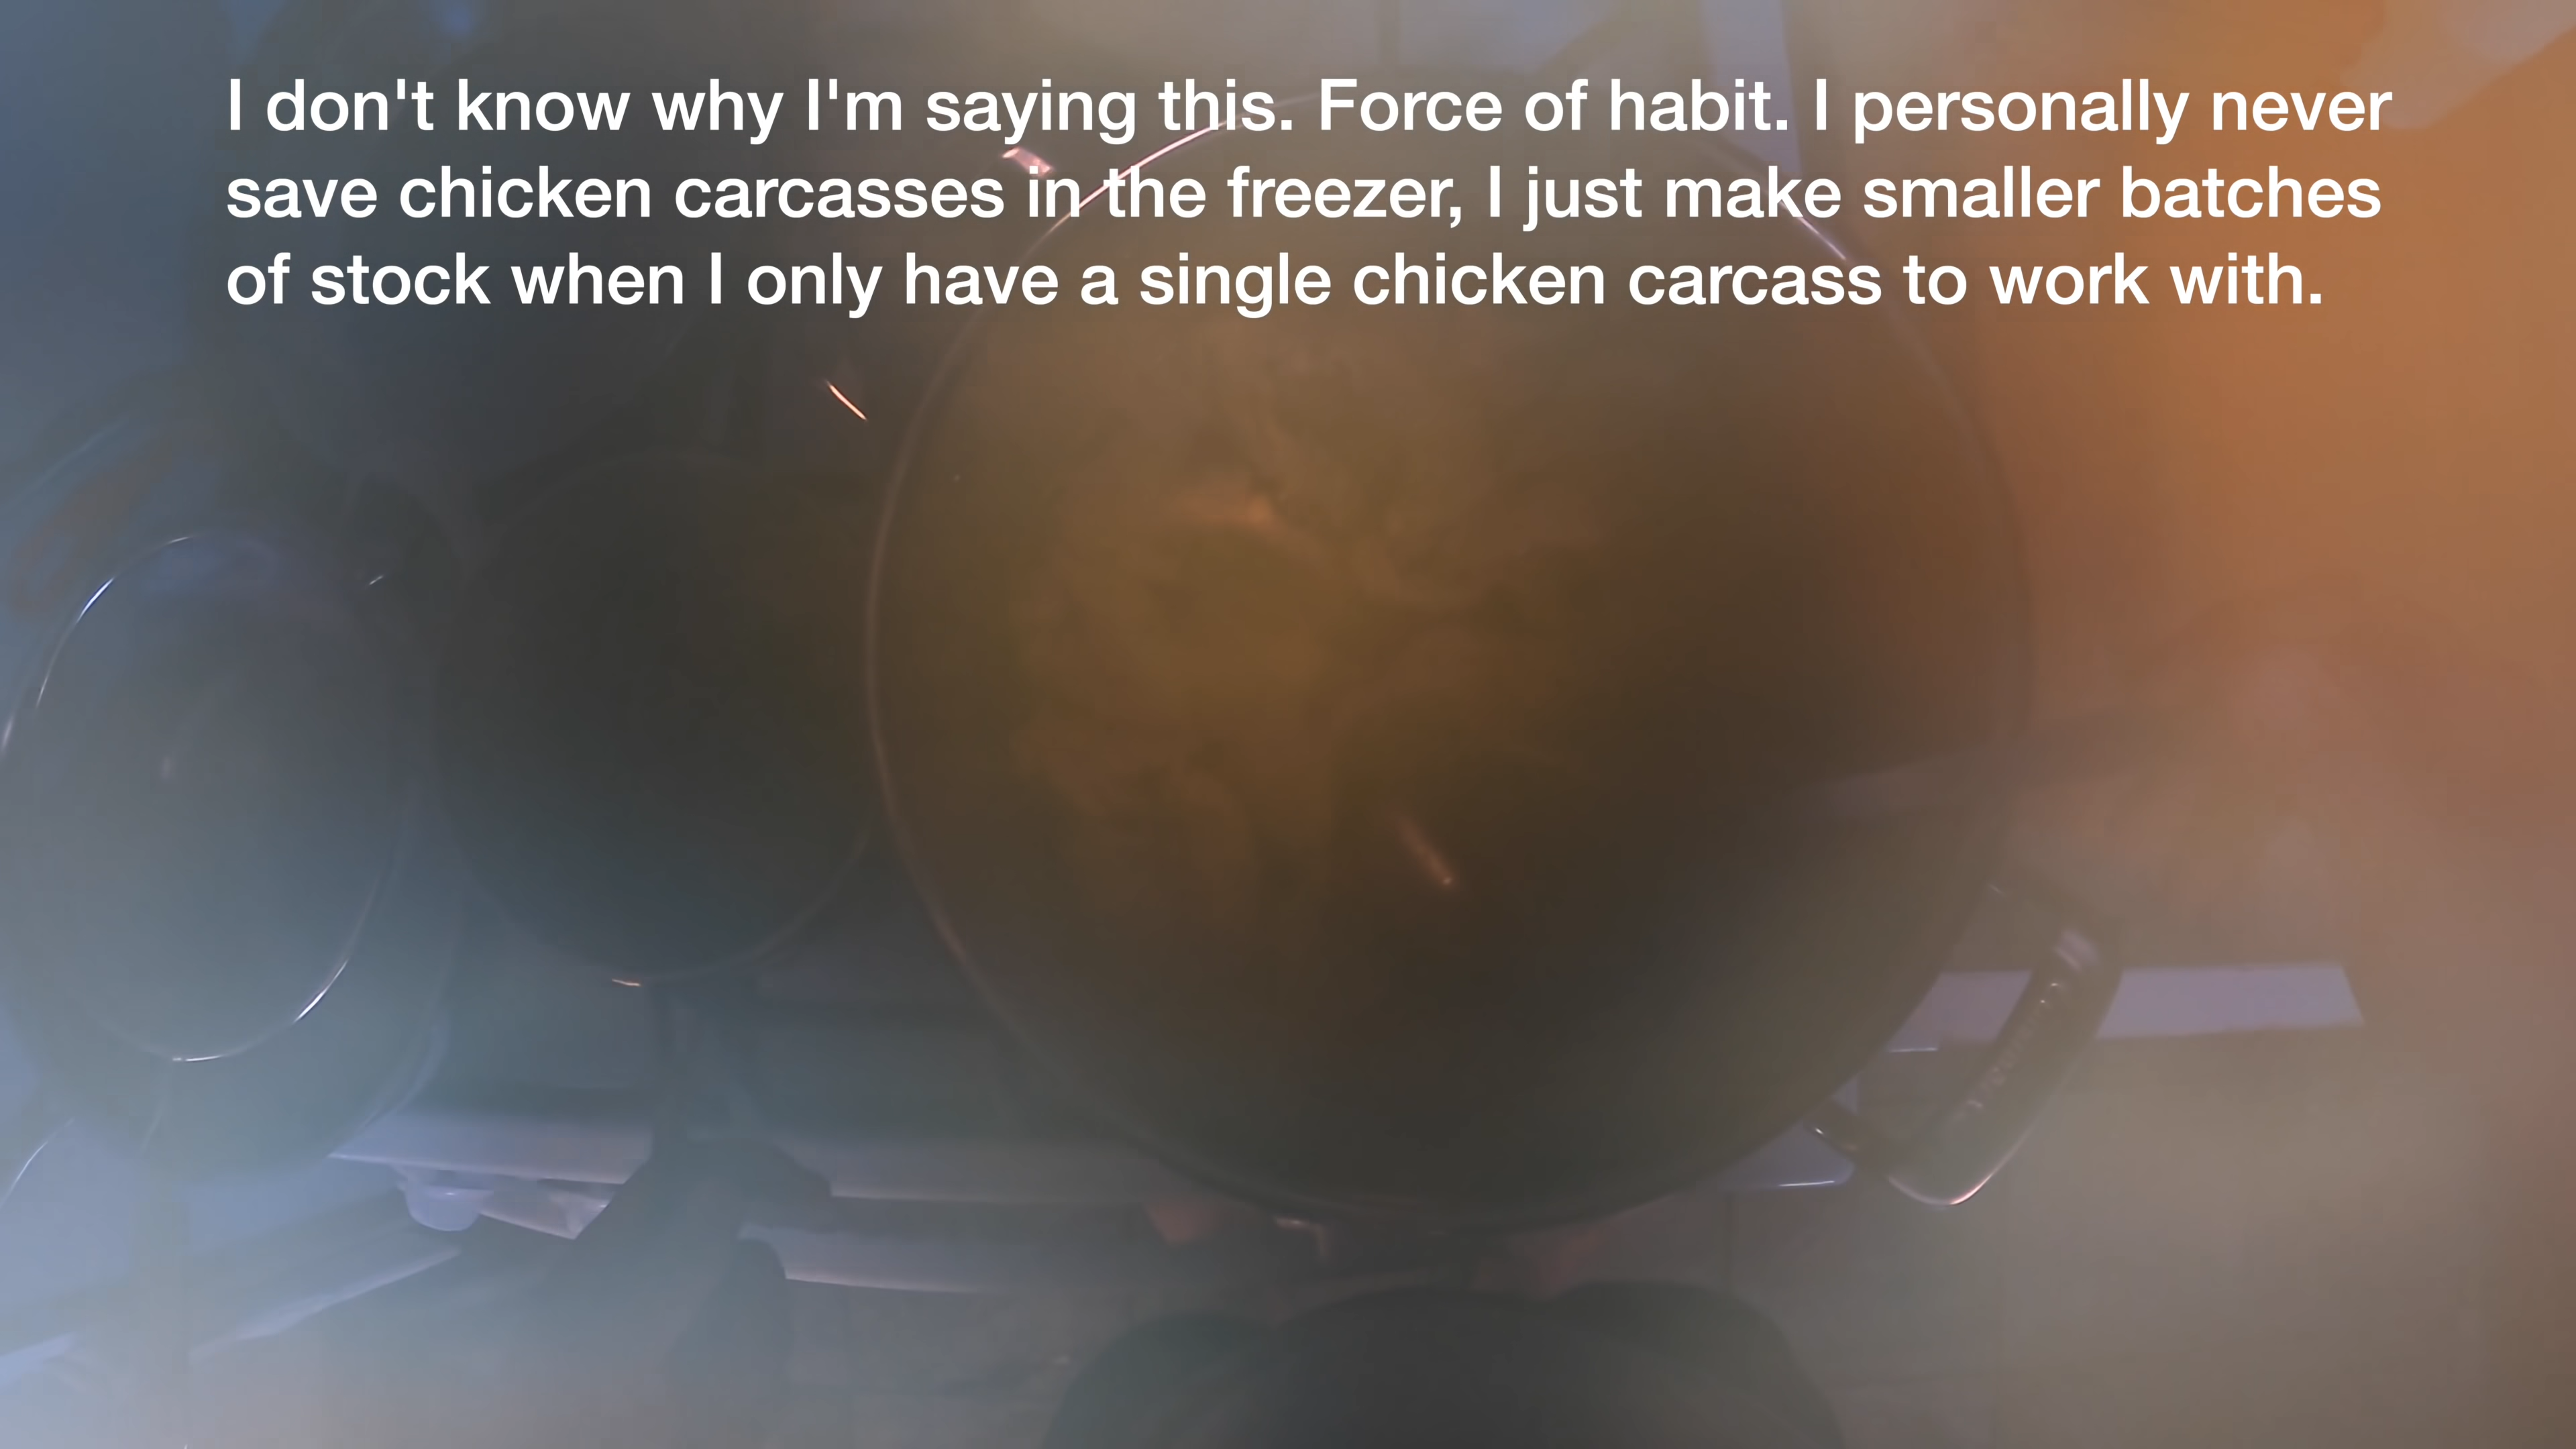 I don't know why I'm saying this. Force of habit. I personally never
save chicken carcasses in the freezer, I just make smaller batches
of stock when I only have a single chicken carcass to work with.